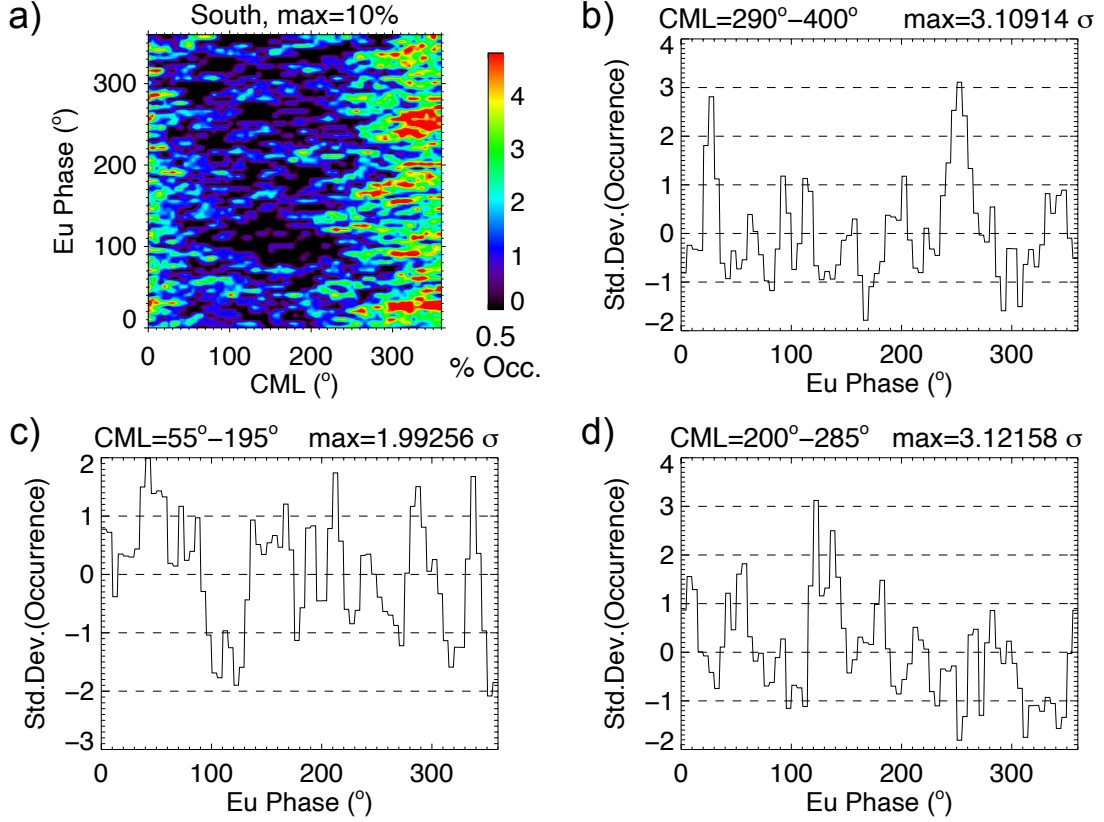 a)
South, max=10%
Eu Phase (°)
300
200
100
0
0
100
200
300
CML (°)
4
3
2
1
0
0.5
% Occ.
b)
CML=290°−400° max=3.10914 σ
Std.Dev.(Occurrence)
4
3
2
1
0
−1
−2
0
100
200
300
Eu Phase (°)
c)
CML=55°−195° max=1.99256 σ
Std.Dev.(Occurrence)
2
1
0
−1
−2
−3
0
100
200
300
Eu Phase (°)
d)
CML=200°−285° max=3.12158 σ
Std.Dev.(Occurrence)
4
3
2
1
0
−1
−2
0
100
200
300
Eu Phase (°)